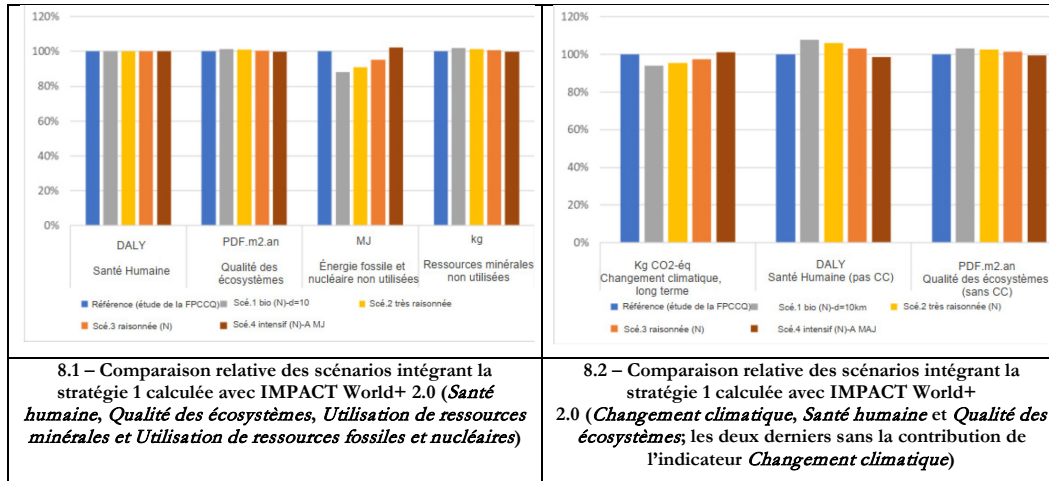 120%
100%
80%
60%
40%
20%
0%
DALY
Santé Humaine
PDF.m2.an
Qualité des
écosystèmes
MJ
Énergie fossile et
nucléaire non utilisées
kg
Ressources minérales
non utilisées
Référence (étude de la FPCCQ)
Scé.1 bio (N)-d=10
Scé.2 très raisonnée
Scé.3 raisonnée (N)
Scé.4 intensif (N)-A MJ
8.1 – Comparaison relative des scénarios intégrant la
stratégie 1 calculée avec IMPACT World+ 2.0 (Santé
humaine, Qualité des écosystèmes, Utilisation de ressources
minérales et Utilisation de ressources fossiles et nucléaires)
120%
100%
80%
60%
40%
20%
0%
Kg CO2-éq
Changement climatique,
long terme
DALY
Santé Humaine (pas CC)
PDF.m2.an
Qualité des écosystèmes
(sans CC)
Référence (étude de la FPCCQ)
Scé.1 bio (N)-d=10km
Scé.2 très raisonnée (N)
Scé.3 raisonnée (N)
Scé.4 intensif (N)-A MAJ
8.2 – Comparaison relative des scénarios intégrant la
stratégie 1 calculée avec IMPACT World+
2.0 (Changement climatique, Santé humaine et Qualité des
écosystèmes; les deux derniers sans la contribution de
l'indicateur Changement climatique)